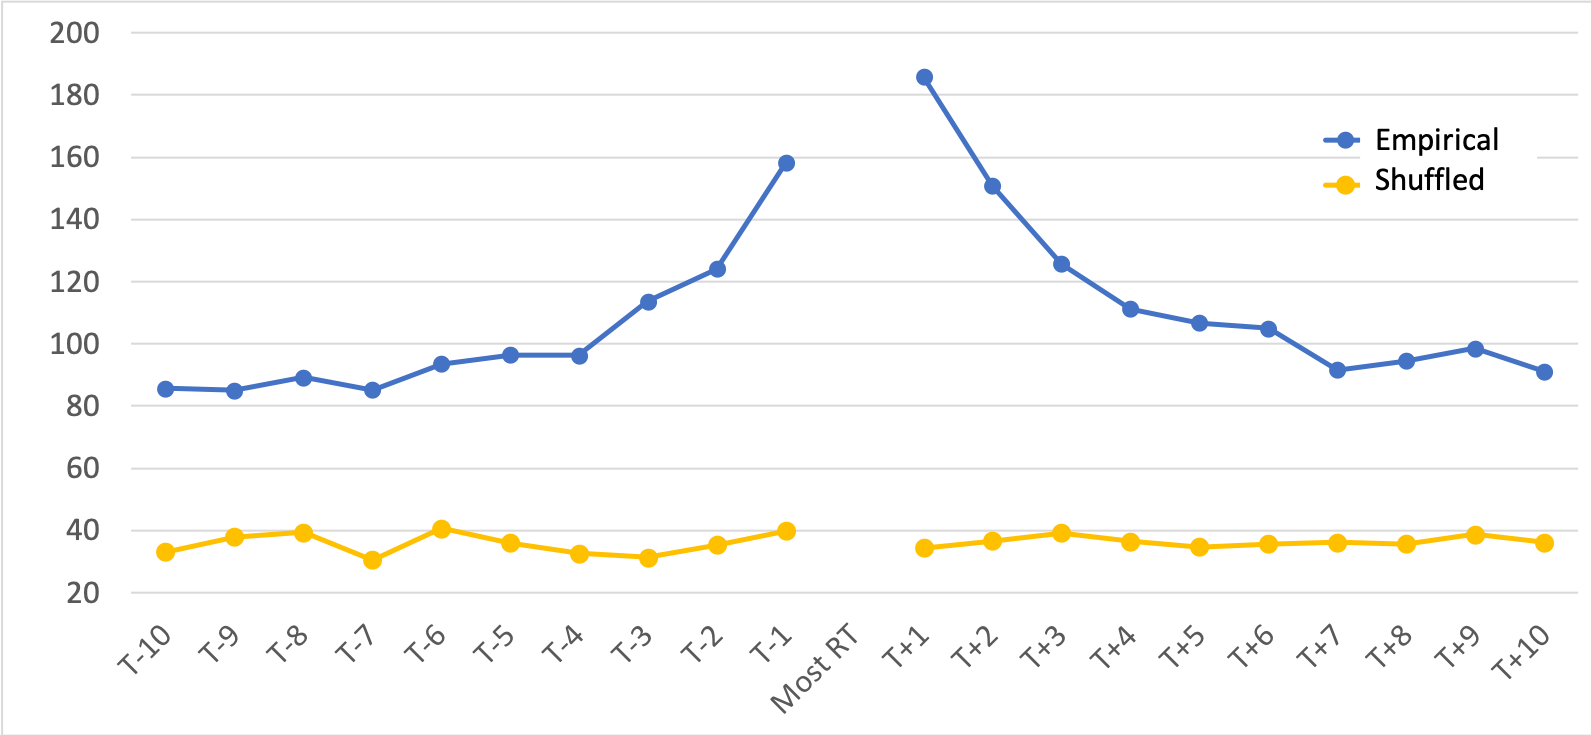 200
180
160
140
120
100
80
60
40
20
Empirical
Shuffled
T-10
T-9
T-8
T-7
T-6
T-5
T-4
T-3
T-2
T-1
Most RT
T+1
T+2
T+3
T+4
T+5
T+6
T+7
T+8
T+9
T+10